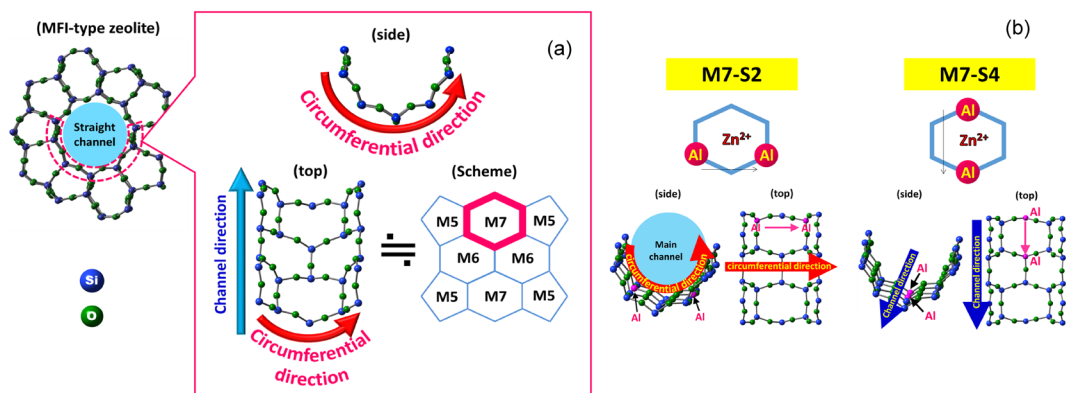 (MFI-type zeolite)
Straight
channel
Si
O
(a)
(side)
Circumferential direction
(top)
Channel direction
Circumferential
direction
≒
(Scheme)
M5 M7 M5
M6 M6
M5 M7 M5
(b)
M7-S2
Zn2+
Al Al
(side)
Main
channel
circumferential direction
Al Al
(top)
Al Al
circumferential direction
M7-S4
Al
Zn2+
Al
(side)
Al
Channel direction
Al
(top)
Al
Al
Channel direction